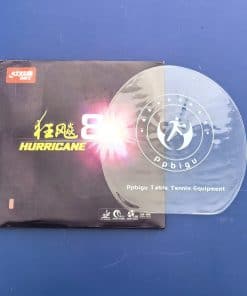 DHS
狂飚8
HURRICANE
Ppbigu
Ppbigu Table Tennis Equipment